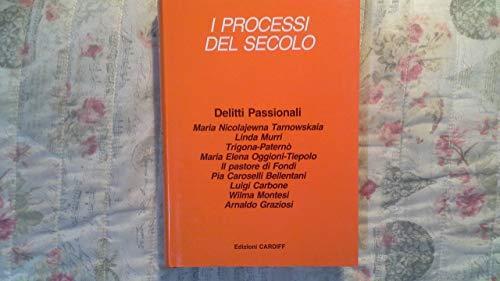 I PROCESSI
DEL SECOLO
Delitti Passionali
Maria Nicolajewna Tarnowskaia
Linda Murri
Trigona-Paternò
Maria Elena Oggioni-Tiepolo
Il pastore di Fondi
Pia Caroselli Bellentani
Luigi Carbone
Wilma Montesi
Arnaldo Graziosi
Edizioni CARDIFF